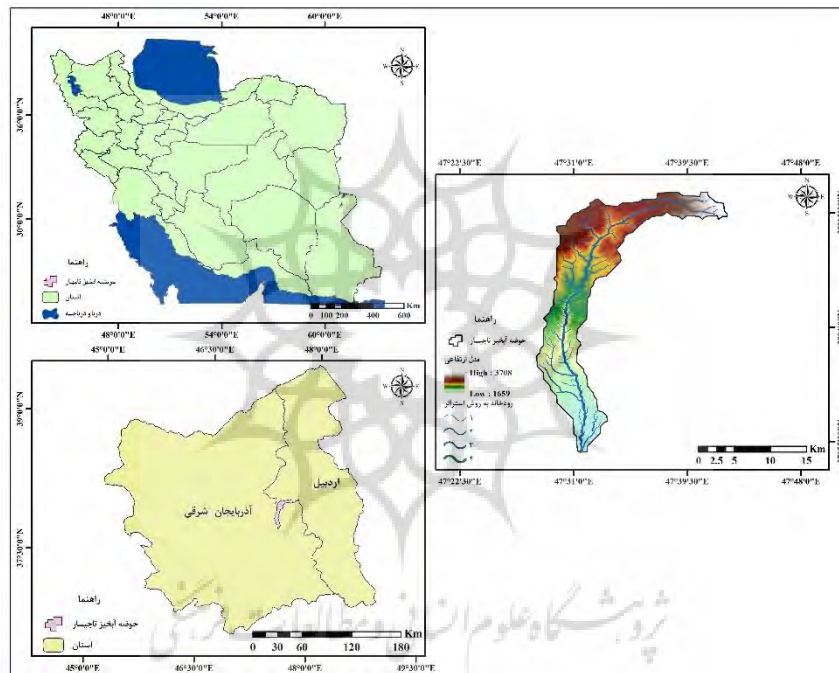 48°0'0"E 54°0'0"E 60°0'0"E
36°0'0"N
30°0'0"N
راهنما
استان
Km
0 100 200 400 600
48°0'0"E 54°0'0"E 60°0'0"E
45°0'0"E 46°30'0"E 48°0'0"E
39°0'0"N
37°30'0"N
اردبیل
آذربایجان شرقی
راهنما
حوضه آبخیز تاجیار
استان
Km
0 30 60 120 180
45°0'0"E 46°30'0"E 48°0'0"E 49°30'0"E
47°22'30"E 47°31'0"E 47°39'30"E 47°48'0"E
راهنما
حوضه آبخیز تاجیار
مدل ارتفاعی
High : 3708
Low : 1659
رودخانه به روش استرالر
Km
0 2.5 5 10 15
47°22'30"E 47°31'0"E 47°39'30"E 47°48'0"E
پژوهشگاه علوم انسانی و مطالعات فرهنگی